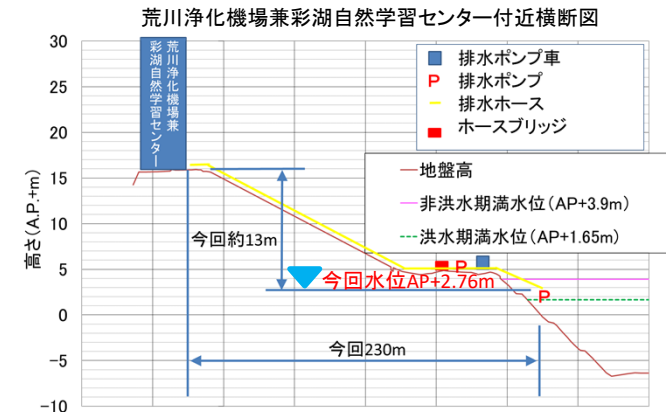 荒川浄化機場兼彩湖自然学習センター付近横断図
30
25
20
15
10
5
0
−5
−10
高さ(A.P.+m)
荒川浄化機場兼
彩湖自然学習センター
排水ポンプ車
P 排水ポンプ
排水ホース
ホースブリッジ
地盤高
非洪水期満水位(AP+3.9m)
洪水期満水位(AP+1.65m)
今回約13m
P
今回水位AP+2.76m
P
今回230m